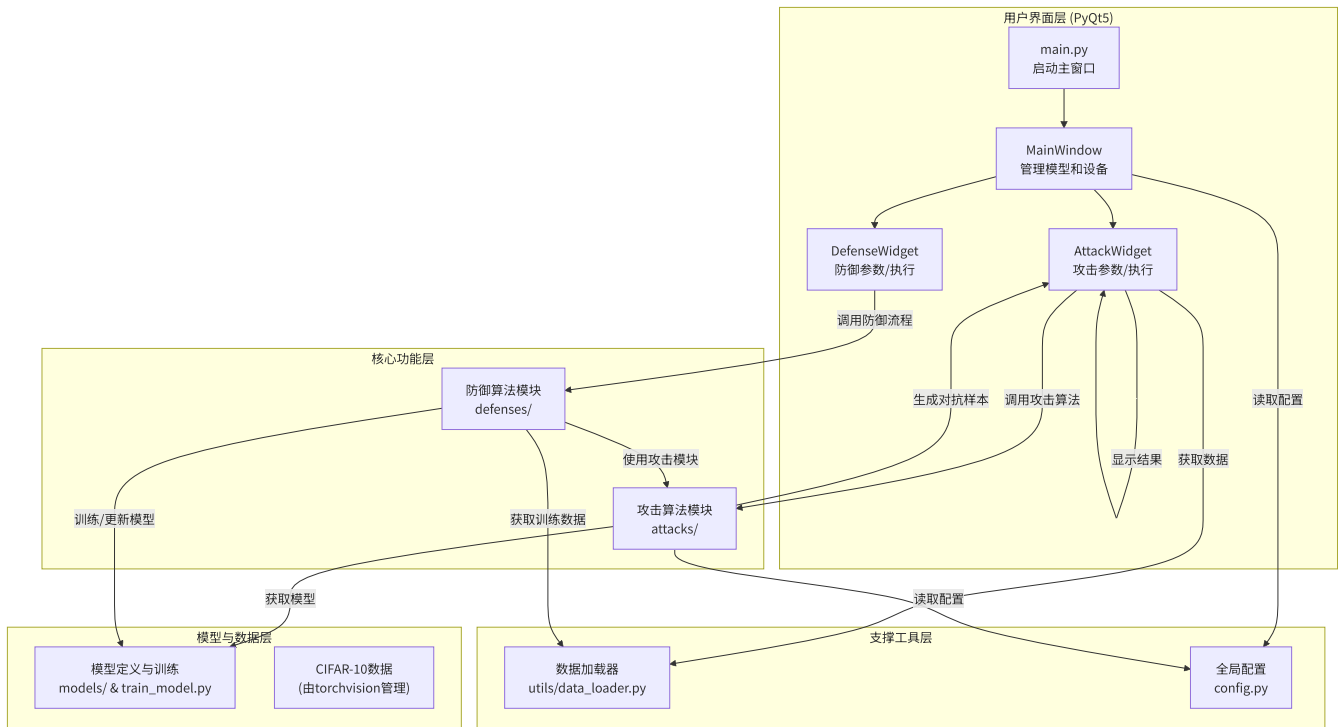 用户界面层 (PyQt5)
main.py
启动主窗口
MainWindow
管理模型和设备
DefenseWidget
防御参数/执行
AttackWidget
攻击参数/执行
调用防御流程
核心功能层
防御算法模块
defenses/
生成对抗样本
调用攻击算法
读取配置
使用攻击模块
显示结果
获取数据
攻击算法模块
attacks/
训练/更新模型
获取训练数据
获取模型
读取配置
模型与数据层
模型定义与训练
models/ & train_model.py
CIFAR-10数据
(由torchvision管理)
支撑工具层
数据加载器
utils/data_loader.py
全局配置
config.py